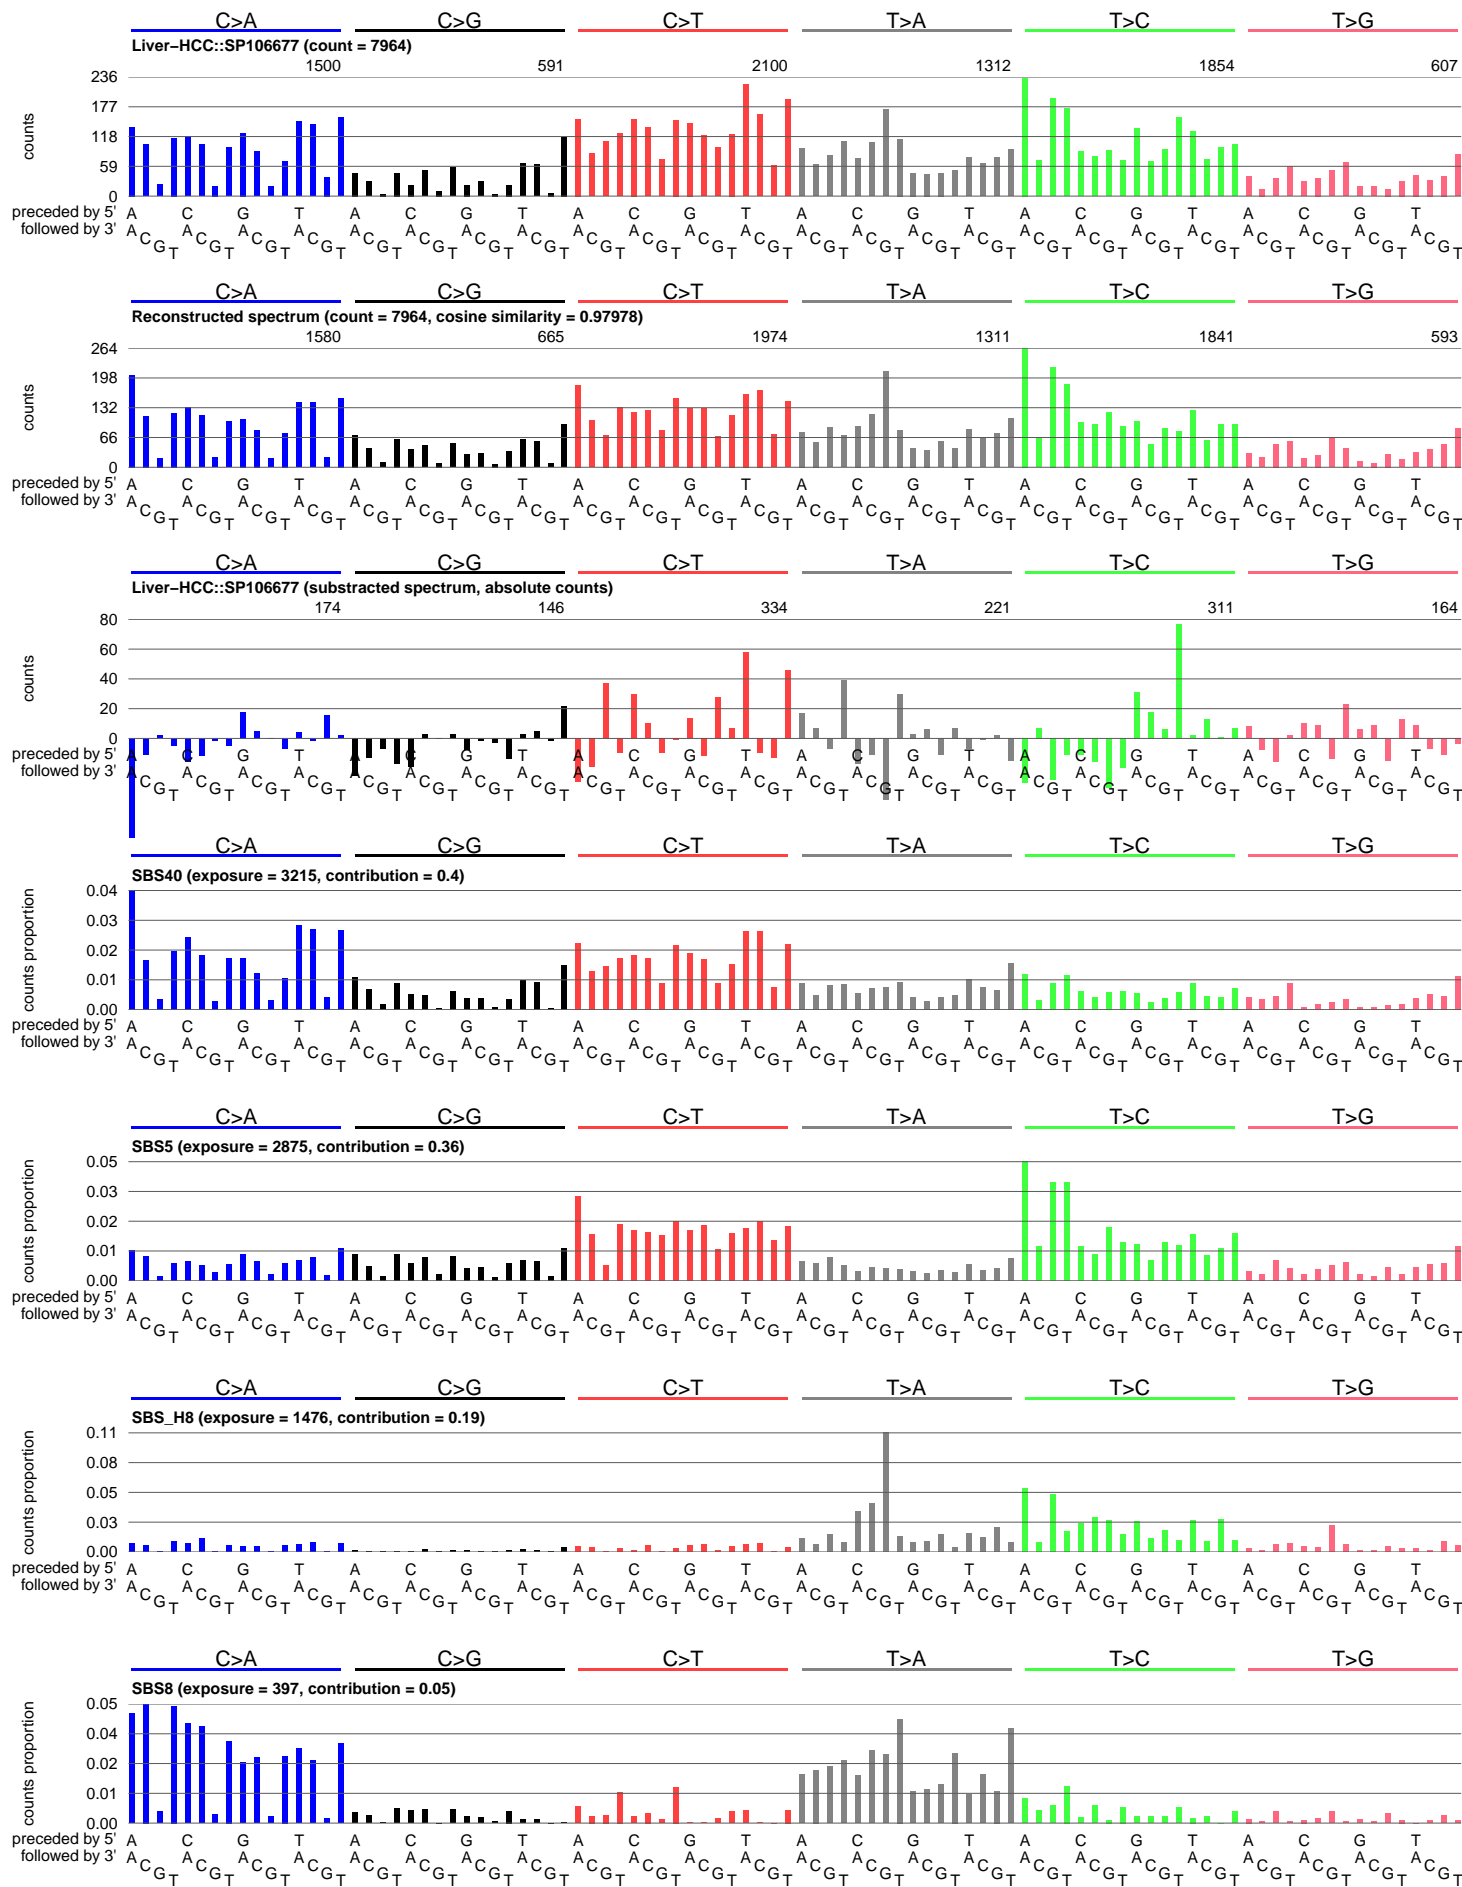 C>A C>G C>T T>A T>C T>G
Liver−HCC::SP106677 (count = 7964)
1500 591 2100 1312 1854 607
236
177
118
59
0
counts
preceded by 5' A C G T A C G T A C G T A C G T A C G T A C G T
followed by 3' A C G T A C G T A C G T A C G T A C G T A C G T A C G T A C G T A C G T A C G T A C G T A C G T A C G T A C G T A C G T A C G T A C G T A C G T A C G T A C G T A C G T A C G T A C G T A C G T
C>A C>G C>T T>A T>C T>G
Reconstructed spectrum (count = 7964, cosine similarity = 0.97978)
1580 665 1974 1311 1841 593
264
198
132
66
0
counts
preceded by 5' A C G T A C G T A C G T A C G T A C G T A C G T
followed by 3' A C G T A C G T A C G T A C G T A C G T A C G T A C G T A C G T A C G T A C G T A C G T A C G T A C G T A C G T A C G T A C G T A C G T A C G T A C G T A C G T A C G T A C G T A C G T A C G T
C>A C>G C>T T>A T>C T>G
Liver−HCC::SP106677 (substracted spectrum, absolute counts)
174 146 334 221 311 164
80
60
40
20
0
counts
preceded by 5' A C G T A C G T A C G T A C G T A C G T A C G T
followed by 3' A C G T A C G T A C G T A C G T A C G T A C G T A C G T A C G T A C G T A C G T A C G T A C G T A C G T A C G T A C G T A C G T A C G T A C G T A C G T A C G T A C G T A C G T A C G T A C G T
C>A C>G C>T T>A T>C T>G
SBS40 (exposure = 3215, contribution = 0.4)
0.04
0.03
0.02
0.01
0.00
counts proportion
preceded by 5' A C G T A C G T A C G T A C G T A C G T A C G T
followed by 3' A C G T A C G T A C G T A C G T A C G T A C G T A C G T A C G T A C G T A C G T A C G T A C G T A C G T A C G T A C G T A C G T A C G T A C G T A C G T A C G T A C G T A C G T A C G T A C G T
C>A C>G C>T T>A T>C T>G
SBS5 (exposure = 2875, contribution = 0.36)
0.05
0.03
0.02
0.01
0.00
counts proportion
preceded by 5' A C G T A C G T A C G T A C G T A C G T A C G T
followed by 3' A C G T A C G T A C G T A C G T A C G T A C G T A C G T A C G T A C G T A C G T A C G T A C G T A C G T A C G T A C G T A C G T A C G T A C G T A C G T A C G T A C G T A C G T A C G T A C G T
C>A C>G C>T T>A T>C T>G
SBS_H8 (exposure = 1476, contribution = 0.19)
0.11
0.08
0.05
0.03
0.00
counts proportion
preceded by 5' A C G T A C G T A C G T A C G T A C G T A C G T
followed by 3' A C G T A C G T A C G T A C G T A C G T A C G T A C G T A C G T A C G T A C G T A C G T A C G T A C G T A C G T A C G T A C G T A C G T A C G T A C G T A C G T A C G T A C G T A C G T A C G T
C>A C>G C>T T>A T>C T>G
SBS8 (exposure = 397, contribution = 0.05)
0.05
0.04
0.02
0.01
0.00
counts proportion
preceded by 5' A C G T A C G T A C G T A C G T A C G T A C G T
followed by 3' A C G T A C G T A C G T A C G T A C G T A C G T A C G T A C G T A C G T A C G T A C G T A C G T A C G T A C G T A C G T A C G T A C G T A C G T A C G T A C G T A C G T A C G T A C G T A C G T